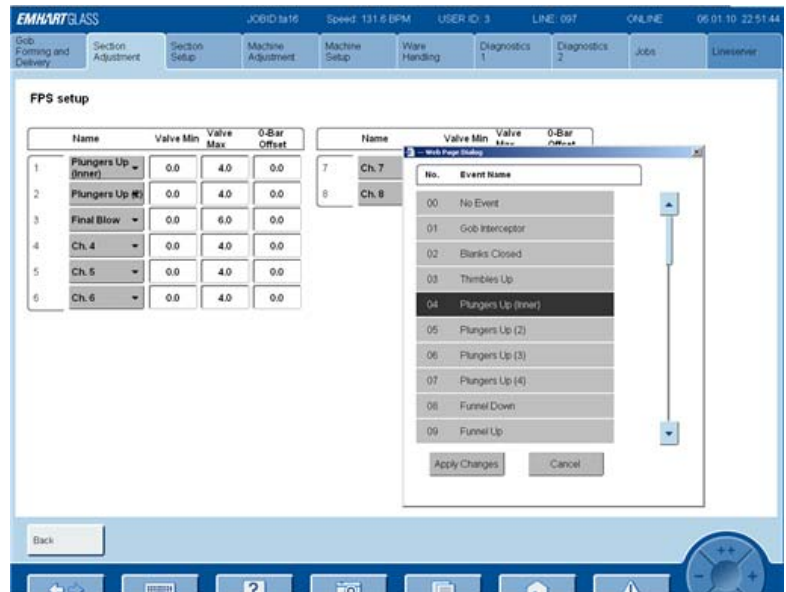 EMHART GLASS JOBID:ta16 Speed: 131.6 BPM USER ID: 3 LINE: 097 ONLINE 06.01.10 22:51:44
Gob Forming and Delivery
Section Adjustment
Section Setup
Machine Adjustment
Machine Setup
Ware Handling
Diagnostics 1
Diagnostics 2
Jobs
Lineserver
FPS setup
Name Valve Min Valve Max 0-Bar Offset
1 Plungers Up (Inner) 0.0 4.0 0.0
2 Plungers Up 0.0 4.0 0.0
3 Final Blow 0.0 6.0 0.0
4 Ch. 4 0.0 4.0 0.0
5 Ch. 5 0.0 4.0 0.0
6 Ch. 6 0.0 4.0 0.0
Name Valve Min Valve Max 0-Bar Offset
7 Ch. 7
8 Ch. 8
-- Web Page Dialog
No. Event Name
00 No Event
01 Gob Interceptor
02 Blanks Closed
03 Thimbles Up
04 Plungers Up (Inner)
05 Plungers Up (2)
06 Plungers Up (3)
07 Plungers Up (4)
08 Funnel Down
09 Funnel Up
Apply Changes Cancel
Back
++
- +
?